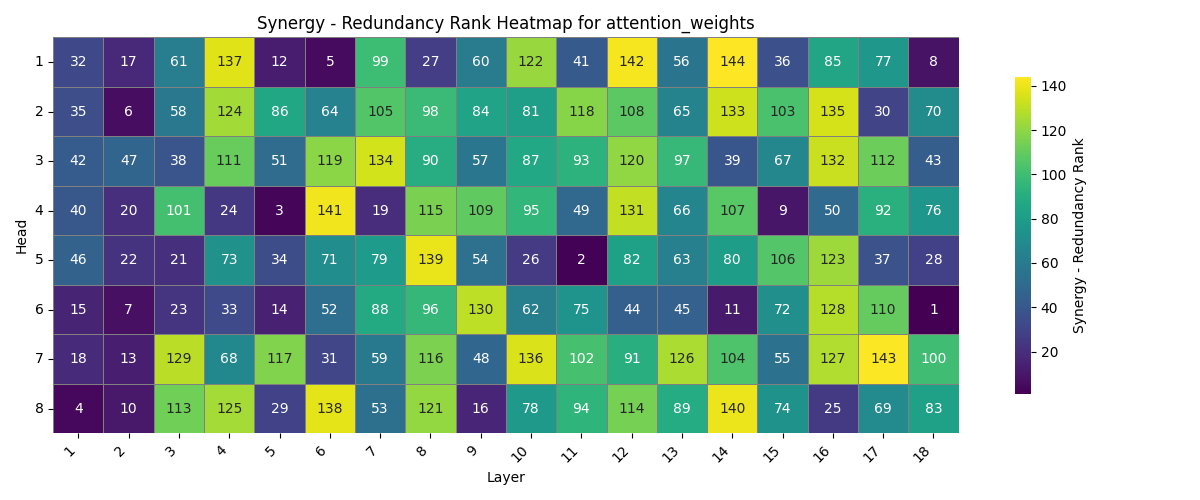 Synergy - Redundancy Rank Heatmap for attention_weights
1 32 17 61 137 12 5 99 27 60 122 41 142 56 144 36 85 77 8
2 35 6 58 124 86 64 105 98 84 81 118 108 65 133 103 135 30 70
3 42 47 38 111 51 119 134 90 57 87 93 120 97 39 67 132 112 43
4 40 20 101 24 3 141 19 115 109 95 49 131 66 107 9 50 92 76
5 46 22 21 73 34 71 79 139 54 26 2 82 63 80 106 123 37 28
6 15 7 23 33 14 52 88 96 130 62 75 44 45 11 72 128 110 1
7 18 13 129 68 117 31 59 116 48 136 102 91 126 104 55 127 143 100
8 4 10 113 125 29 138 53 121 16 78 94 114 89 140 74 25 69 83
1 2 3 4 5 6 7 8 9 10 11 12 13 14 15 16 17 18
Layer
Head
140
120
100
80
60
40
20
Synergy - Redundancy Rank